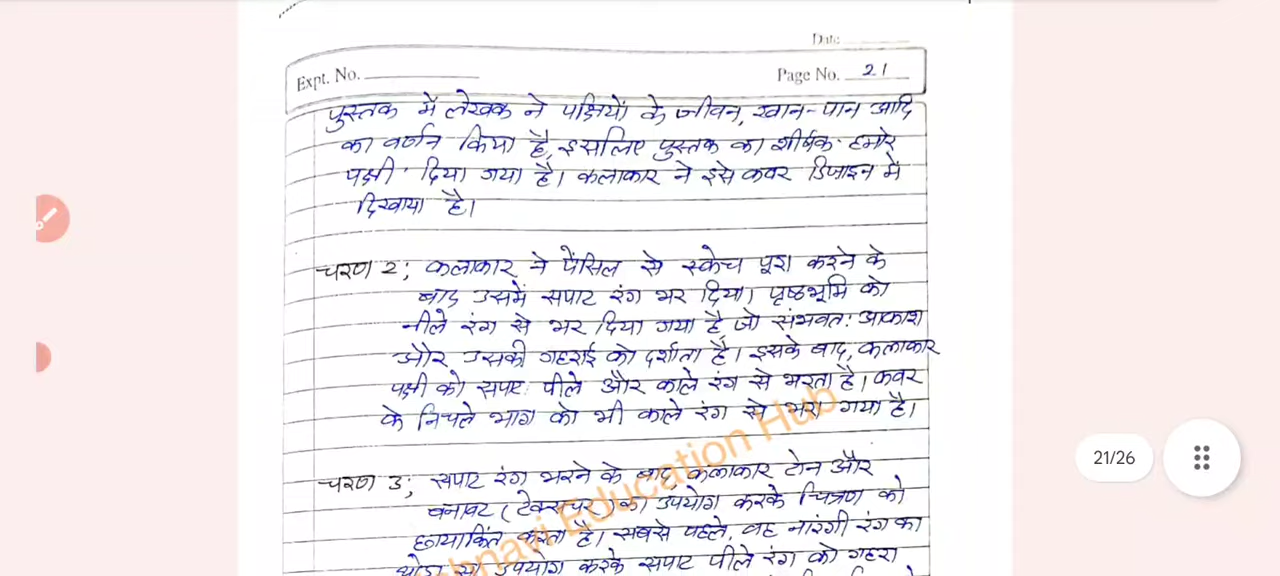 Date
Expt. No.
Page No. 21
पुस्तक में लेखक ने पक्षियों के जीवन, खान-पान आदि
का वर्णन किया है, इसलिए पुस्तक का शीर्षक 'हमारे
पक्षी' दिया गया है। कलाकार ने इसे कवर डिजाइन में
दिखाया है।
चरण 2; कलाकार ने पेंसिल से स्केच पूरा करने के
बाद उसमें सपाट रंग भर दिया। पृष्ठभूमि को
नीले रंग से भर दिया गया है, जो संभवत: आकाश
और उसकी गहराई को दर्शाता है। इसके बाद, कलाकार
पक्षी को सपाट पीले और काले रंग से भरता है। कवर
के निचले भाग को भी काले रंग से भरा गया है।
चरण 3; सपाट रंग भरने के बाद, कलाकार टोन और
बनावट (टेक्सचर) का उपयोग करके चित्रण को
छायांकित करता है। सबसे पहले, वह नारंगी रंग का
थोड़ा सा उपयोग करके सपाट पीले रंग को गहरा
Education Hub
21/26